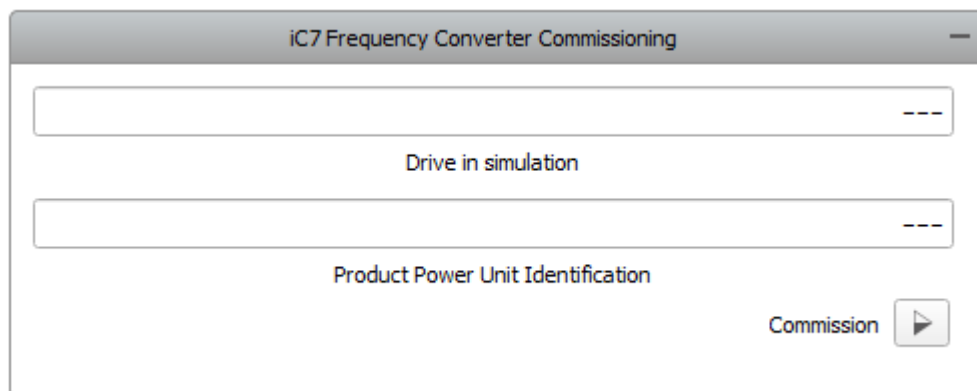 iC7 Frequency Converter Commissioning
---
Drive in simulation
---
Product Power Unit Identification
Commission